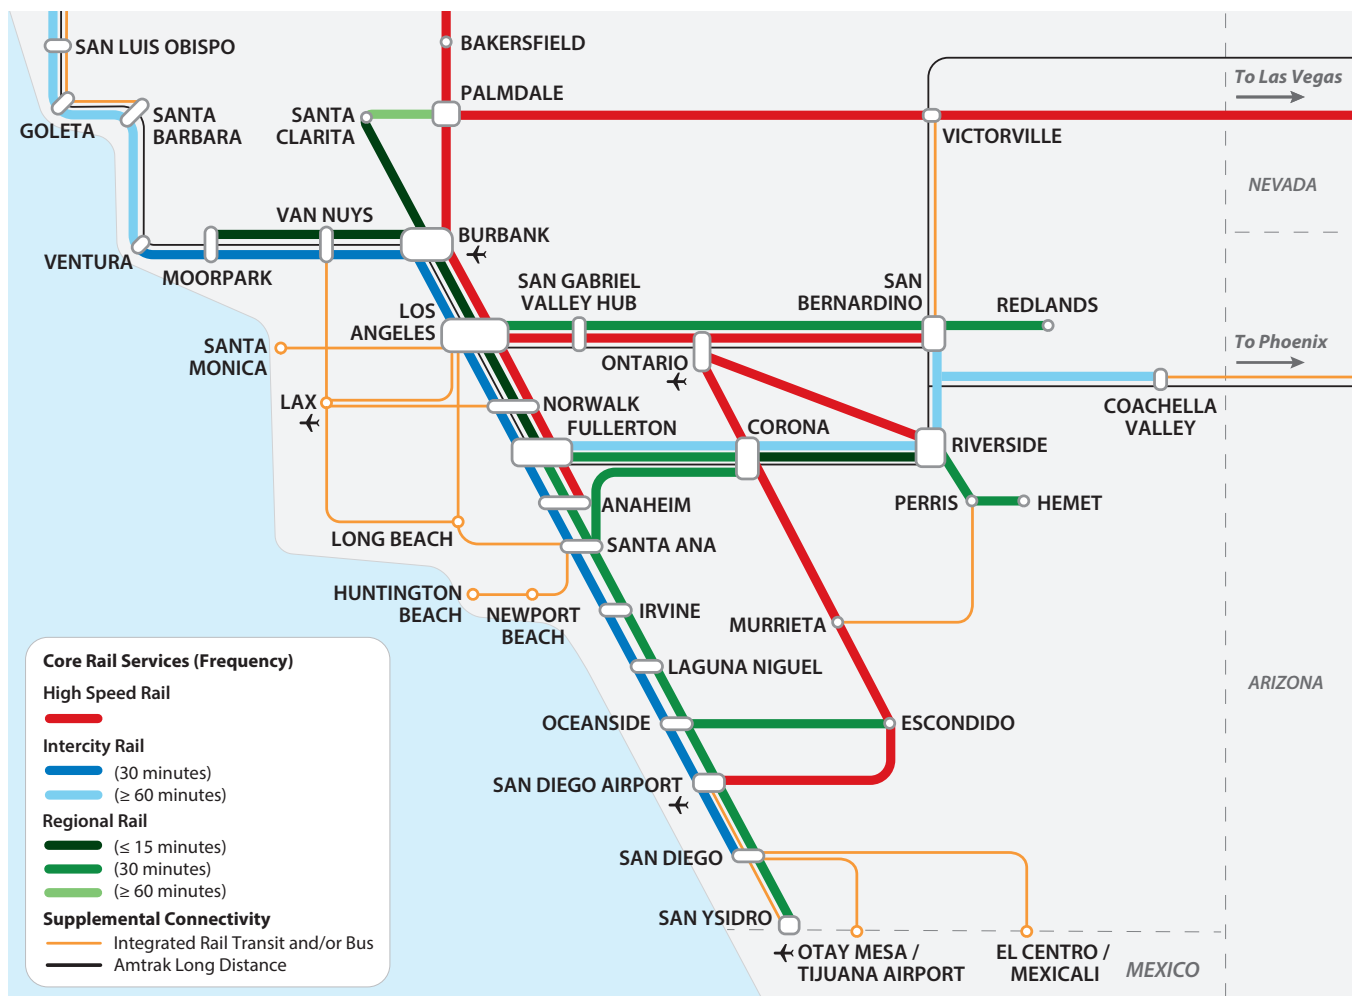 SAN LUIS OBISPO
BAKERSFIELD
To Las Vegas
PALMDALE
GOLETA
SANTA
BARBARA
SANTA
CLARITA
VICTORVILLE
NEVADA
VAN NUYS
BURBANK
VENTURA
MOORPARK
SAN GABRIEL
VALLEY HUB
SAN
BERNARDINO
REDLANDS
LOS
ANGELES
To Phoenix
SANTA
MONICA
ONTARIO
LAX
NORWALK
COACHELLA
VALLEY
FULLERTON
CORONA
RIVERSIDE
ANAHEIM
PERRIS
HEMET
LONG BEACH
SANTA ANA
HUNTINGTON
BEACH
NEWPORT
BEACH
IRVINE
MURRIETA
LAGUNA NIGUEL
ARIZONA
OCEANSIDE
ESCONDIDO
SAN DIEGO AIRPORT
SAN DIEGO
SAN YSIDRO
OTAY MESA /
TIJUANA AIRPORT
EL CENTRO /
MEXICALI
MEXICO
Core Rail Services (Frequency)
High Speed Rail
Intercity Rail
(30 minutes)
(≥ 60 minutes)
Regional Rail
(≤ 15 minutes)
(30 minutes)
(≥ 60 minutes)
Supplemental Connectivity
Integrated Rail Transit and/or Bus
Amtrak Long Distance